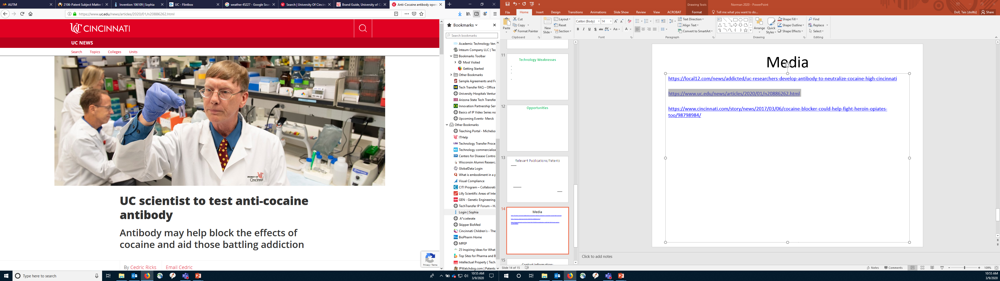 AUTM
2106-Patent Subject Matter E
Invention 106109 | Sophia
UC - Flintbox
weather 45227 - Google Sear
Search | University Of Cincin
Brand Guide, University of C
Anti-Cocaine antibody open
https://www.uc.edu/news/articles/2020/01/n20886262.html
CINCINNATI
UC NEWS
Search Topics Colleges Units
UNIVERSITY OF
Cincinnati
UC scientist to test anti-cocaine
antibody
Antibody may help block the effects of
cocaine and aid those battling addiction
By Cedric Ricks Email Cedric
Privacy - Terms
Bookmarks
Search bookmarks
Academic Technology Ven
Inteum Company LLC | Tec
Bookmarks Toolbar
Most Visited
Getting Started
Other Bookmarks
Sample Agreements and Fo
Tech Transfer FAQ – Office
University Hospitals Ventur
Arizona State Tech Transfer
Innovation Partnership Ser
Basics of IP Video Series no
Upcoming Events- Merck
Other Bookmarks
Teaching Portal - Michelso
ITHelp
Technology Transfer Proce
Technology commercializa
Centers for Disease Contro
Wisconsin Alumni Researc
GlobalData Login
What is embodiment in a p
Visual Compliance
CITI Program – Collaborati
Lilly Scientific Areas of Inte
GEN - Genetic Engineering
TechTransfer IP Forum – H
Login | Sophia
A*ccelerate
Skipper BioMed
Cincinnati Children's - The
BioPharm Home
MPEP
25 Inspiring Ideas for What
Top Sites for Pharma and B
Intellectual Property | Tech
IPWatchdog.com | Patents
Drawing Tools
Norman 2020 - PowerPoint
File Home Insert Design Transitions Animations Slide Show Review View ACROBAT Format Tell me what you want to do...
Doll, Tais (dollts) Share
Paste
Cut
Copy
Format Painter
Clipboard
New
Slide
Layout
Reset
Section
Slides
Calibri (Body) 14
B I U S abc AV Aa A
Font
Text Direction
Align Text
Convert to SmartArt
Paragraph
Arrange
Quick
Styles
Shape Fill
Shape Outline
Shape Effects
Drawing
Find
Replace
Select
Editing
11
Technology Weaknesses
12
Opportunities
13
Relevant Publications/Patents
14
Media
15
Contact Information:
Media
https://local12.com/news/addicted/uc-researchers-develop-antibody-to-neutralize-cocaine-high-cincinnati
https://www.uc.edu/news/articles/2020/01/n20886262.html
https://www.cincinnati.com/story/news/2017/03/06/cocaine-blocker-could-help-fight-heroin-opiates-
too/98798984/
Click to add notes
Slide 14 of 15
Notes Comments
109%
Type here to search
10:55 AM
3/9/2020
10:55 AM
3/9/2020